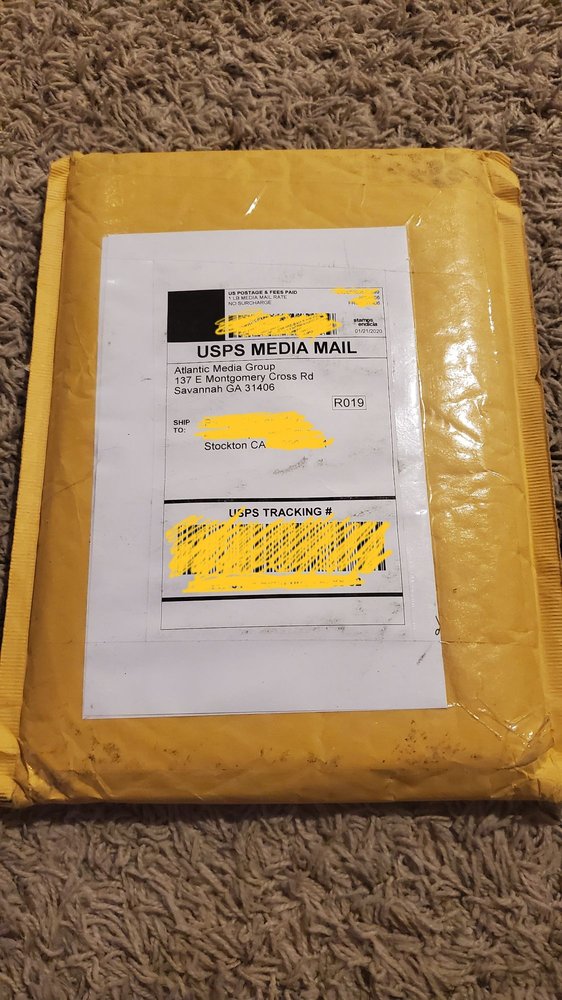 US POSTAGE & FEES PAID
1 LB MEDIA MAIL RATE
NO SURCHARGE
stamps
endicia
01/21/2020
USPS MEDIA MAIL
Atlantic Media Group
137 E Montgomery Cross Rd
Savannah GA 31406
R019
SHIP
TO:
Stockton CA
USPS TRACKING #